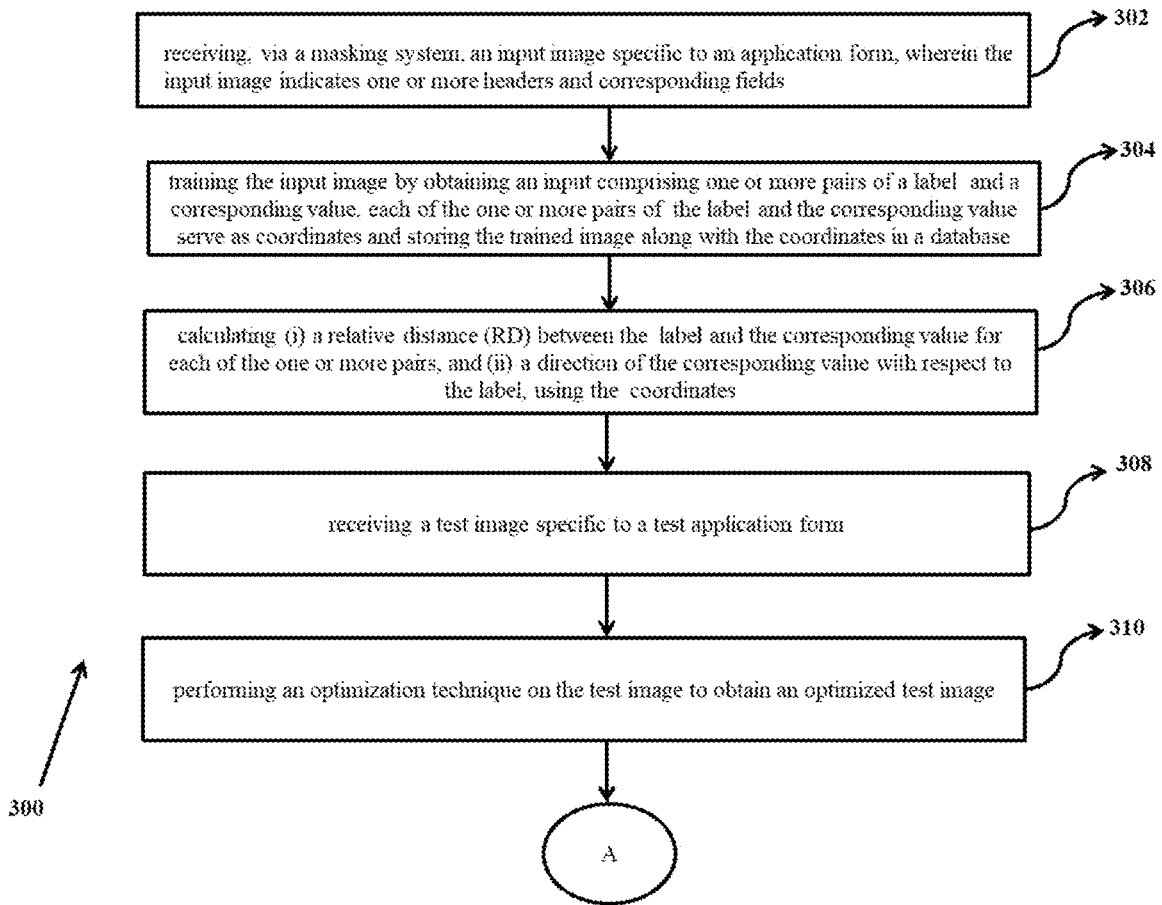 302
receiving, via a masking system, an input image specific to an application form, wherein the
input image indicates one or more headers and corresponding fields
304
training the input image by obtaining an input comprising one or more pairs of a label and a
corresponding value, each of the one or more pairs of the label and the corresponding value
serve as coordinates and storing the trained image along with the coordinates in a database
306
calculating (i) a relative distance (RD) between the label and the corresponding value for
each of the one or more pairs, and (ii) a direction of the corresponding value with respect to
the label, using the coordinates
308
receiving a test image specific to a test application form
310
performing an optimization technique on the test image to obtain an optimized test image
300
A